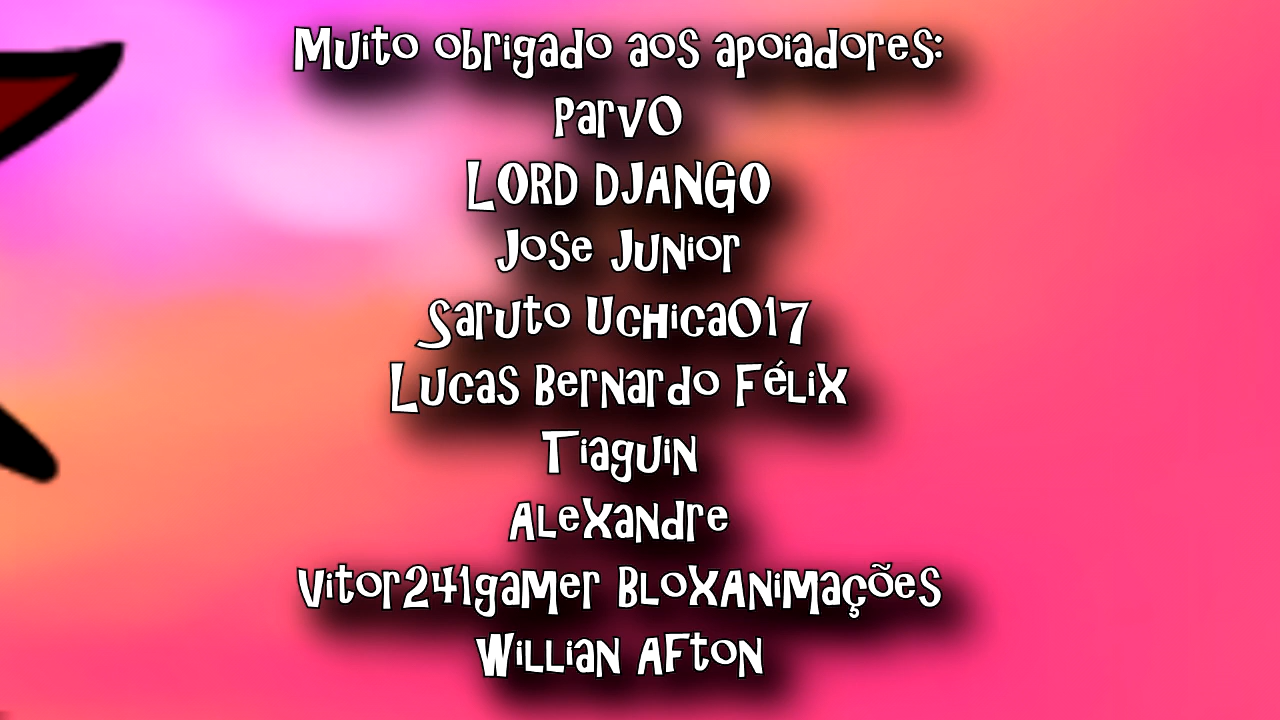 Muito obrigado aos apoiadores:
ParvO
LORD DJANGO
Jose Junior
Saruto Uchica017
Lucas Bernardo Félix
Tiaguin
Alexandre
Vitor241gamer BloxAnimações
Willian Afton